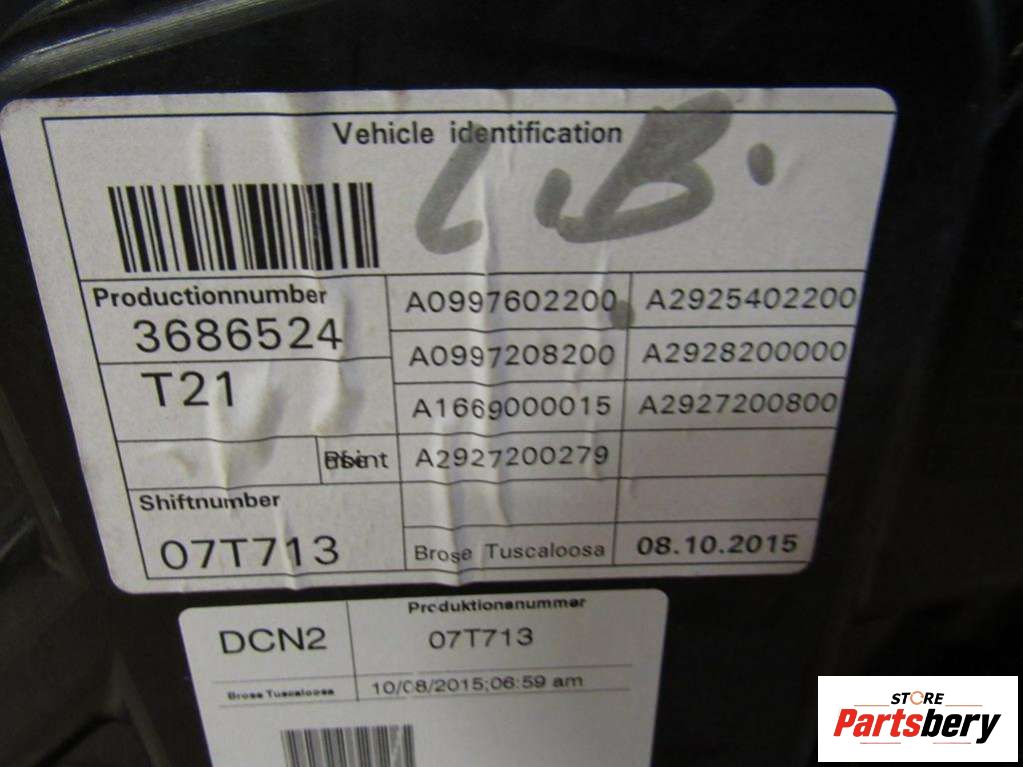 Vehicle identification
L.B.
Productionnumber
3686524
T21
A0997602200 A2925402200
A0997208200 A2928200000
A1669000015 A2927200800
A2927200279
Shiftnumber
07T713
Brose Tuscaloosa 08.10.2015
DCN2
Produktionsnummer
07T713
Brose Tuscaloosa
10/08/2015;06:59 am
STORE
Partsbery